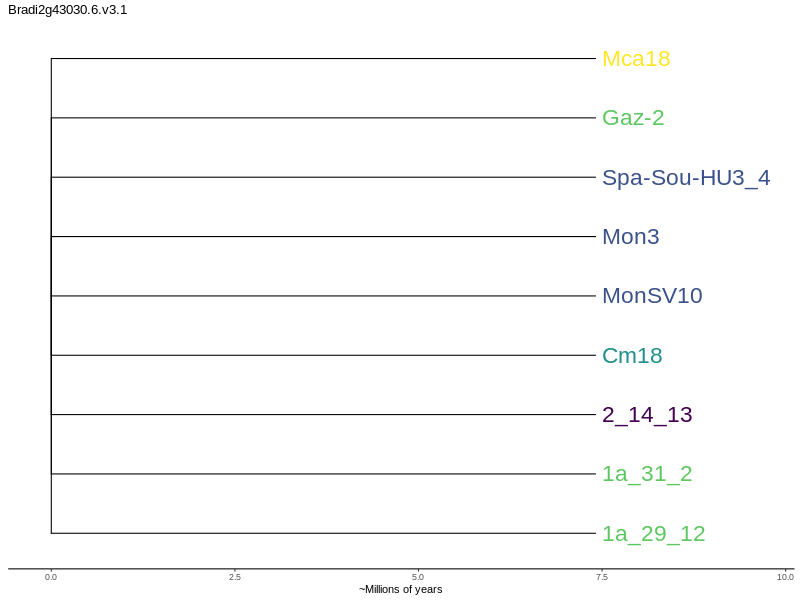 Bradi2g43030.6.v3.1
Mca18
Gaz-2
Spa-Sou-HU3_4
Mon3
MonSV10
Cm18
2_14_13
1a_31_2
1a_29_12
0.0 2.5 5.0 7.5 10.0
~Millions of years